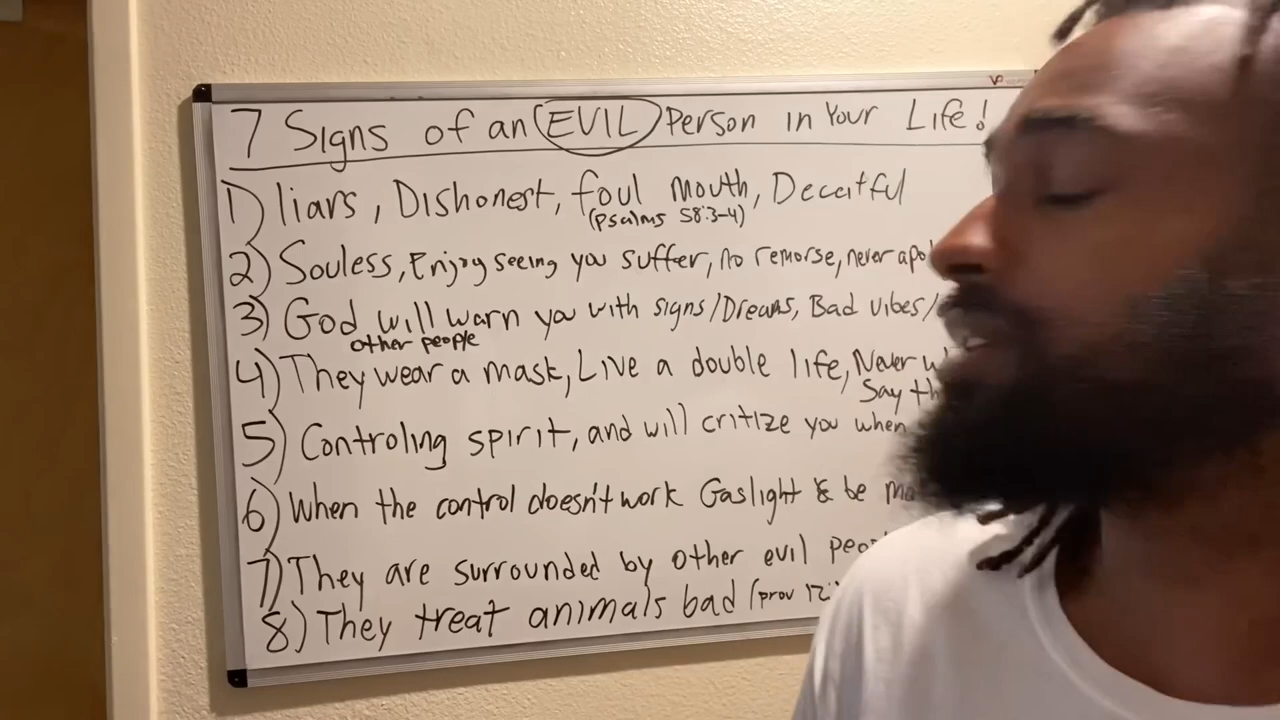 7 Signs of an EVIL Person in Your Life!
1) liars, Dishonest, foul mouth, Deceitful
(Psalms 58:3-4)
2) Souless, Enjoy seeing you suffer, no remorse, never
3) God will warn you with signs/Dreams, Bad vibes/
other people
4) They wear a mask, Live a double life, Never
Say
5) Controling spirit, and will critize you when
6) When the control doesn't work Gaslight & be
7) They are surrounded by other evil
8) They treat animals bad (prov 12: